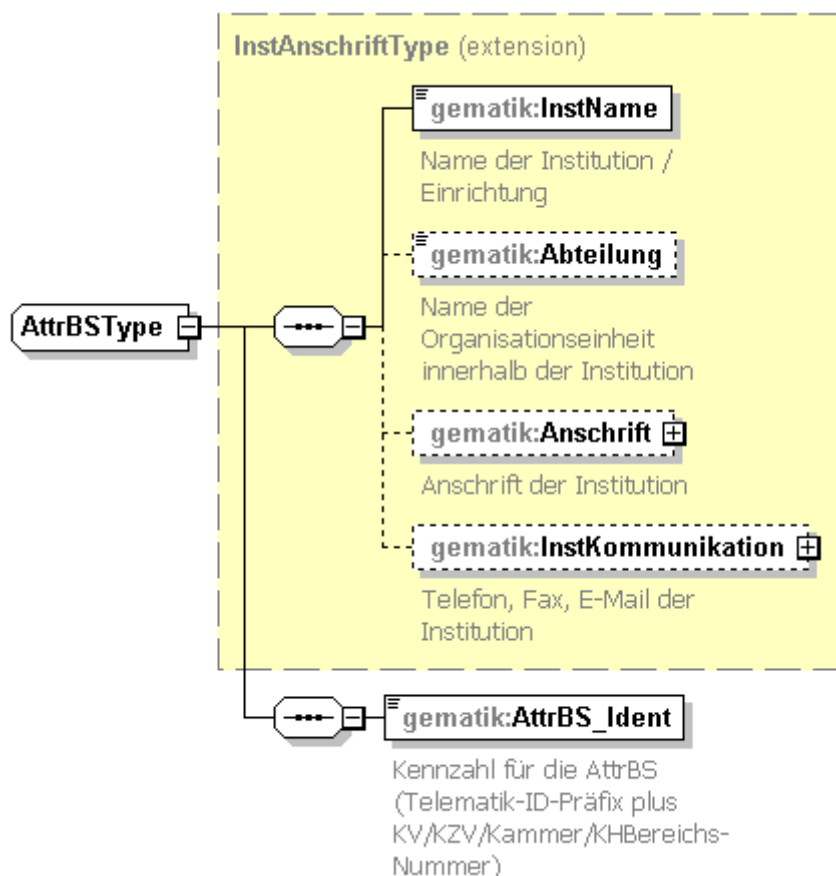 InstAnschriftType (extension)
gematik:InstName
Name der Institution /
Einrichtung
gematik:Abteilung
Name der
Organisationseinheit
innerhalb der Institution
AttrBSType
gematik:Anschrift
Anschrift der Institution
gematik:InstKommunikation
Telefon, Fax, E-Mail der
Institution
gematik:AttrBS_Ident
Kennzahl für die AttrBS
(Telematik-ID-Präfix plus
KV/KZV/Kammer/KHBereichs-
Nummer)